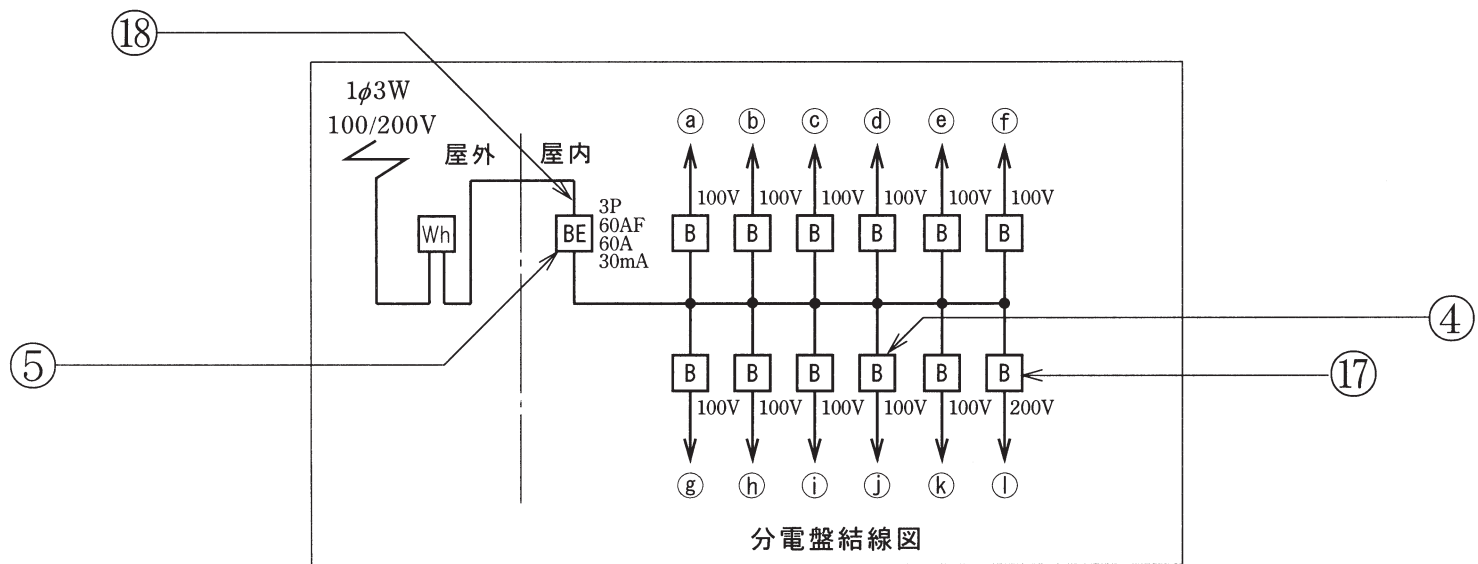 ⑱
1φ3W
100/200V
屋外 屋内
ⓐ ⓑ ⓒ ⓓ ⓔ ⓕ
100V 100V 100V 100V 100V 100V
Wh
BE
3P
60AF
60A
30mA
B B B B B B
④
⑤
B B B B B B
⑰
100V 100V 100V 100V 100V 200V
ⓖ ⓗ ⓘ ⓙ ⓚ ⓛ
分電盤結線図